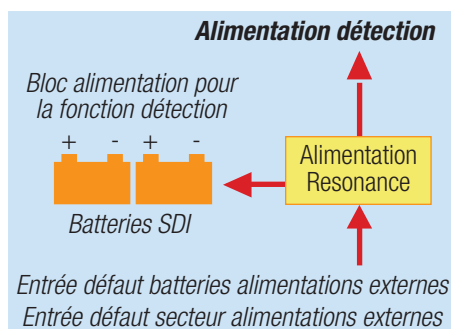 Alimentation détection
Bloc alimentation pour
la fonction détection
+ - + -
Alimentation
Resonance
Batteries SDI
Entrée défaut batteries alimentations externes
Entrée défaut secteur alimentations externes